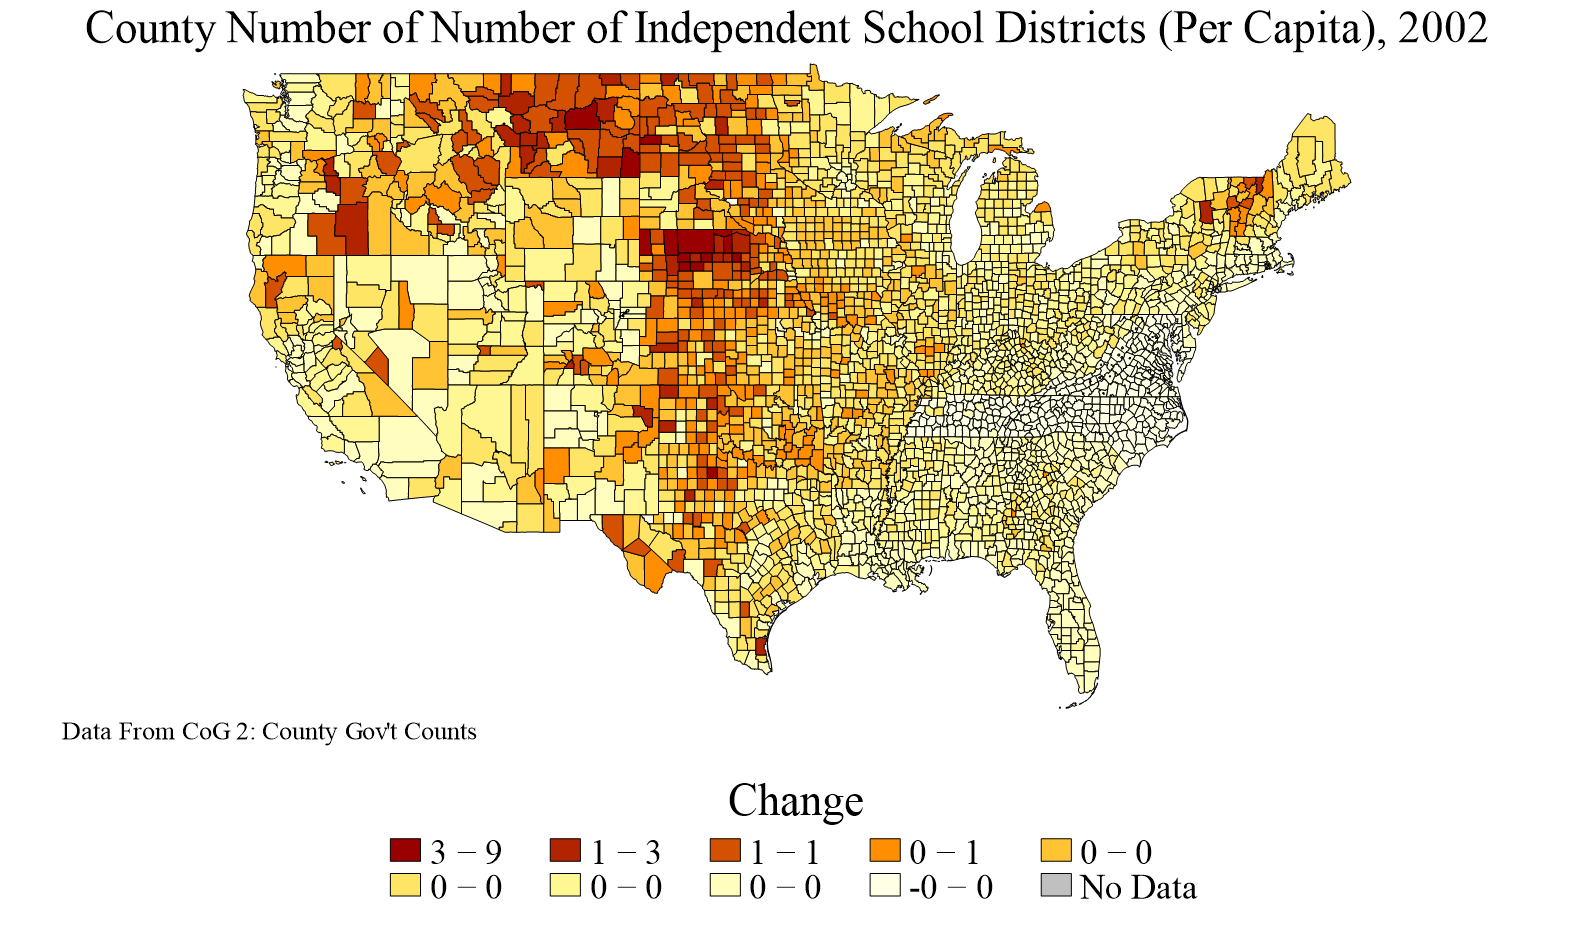 County Number of Number of Independent School Districts (Per Capita), 2002
Data From CoG 2: County Gov't Counts
Change
3 − 9 1 − 3 1 − 1 0 − 1 0 − 0
0 − 0 0 − 0 0 − 0 -0 − 0 No Data